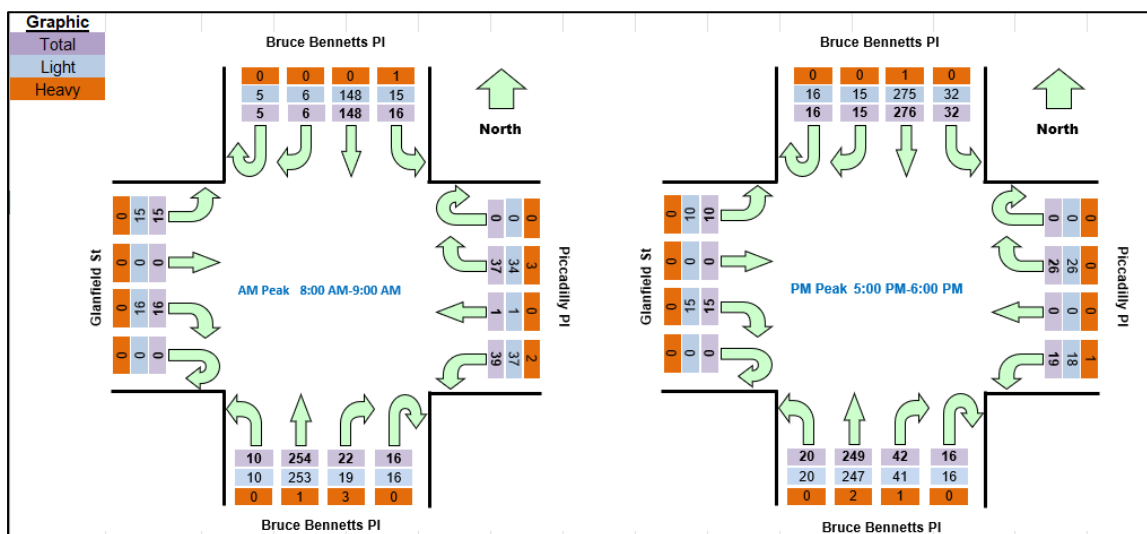 Graphic
Total
Light
Heavy
Bruce Bennetts Pl
0 0 0 1
5 6 148 15
5 6 148 16
North
Glanfield St
0 15 15
0 0 0
0 16 16
0 0 0
AM Peak 8:00 AM-9:00 AM
0 0 0
37 34 3
1 1 0
39 37 2
Piccadilly Pl
10 254 22 16
10 253 19 16
0 1 3 0
Bruce Bennetts Pl
Bruce Bennetts Pl
0 0 1 0
16 15 275 32
16 15 276 32
North
Glanfield St
0 10 10
0 0 0
0 15 15
0 0 0
PM Peak 5:00 PM-6:00 PM
0 0 0
26 26 0
0 0 0
19 18 1
Piccadilly Pl
20 249 42 16
20 247 41 16
0 2 1 0
Bruce Bennetts Pl